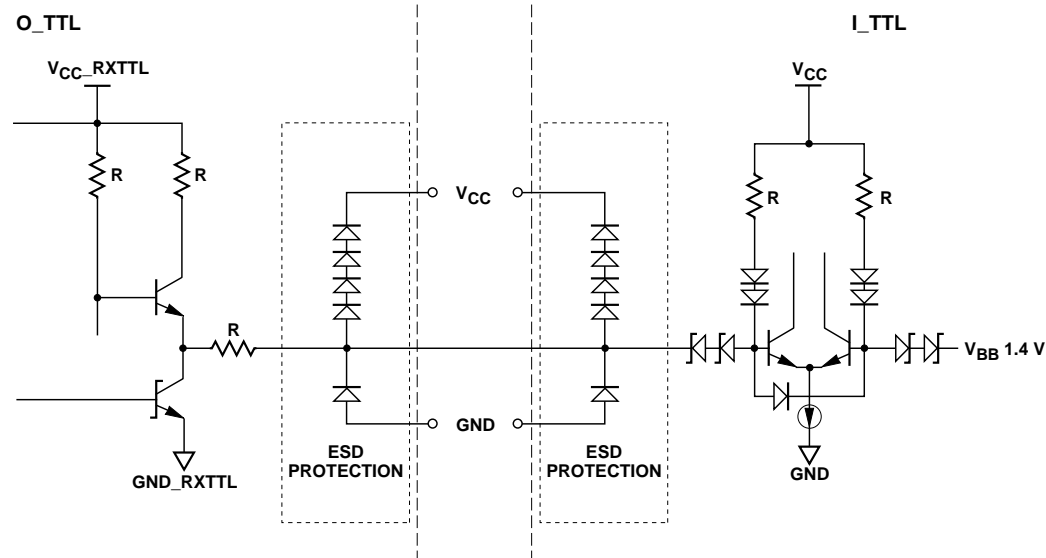 O_TTL
I_TTL
VCC_RXTTL
VCC
R
R
R
R
VCC
R
VBB 1.4 V
GND
ESD
PROTECTION
ESD
PROTECTION
GND
GND_RXTTL